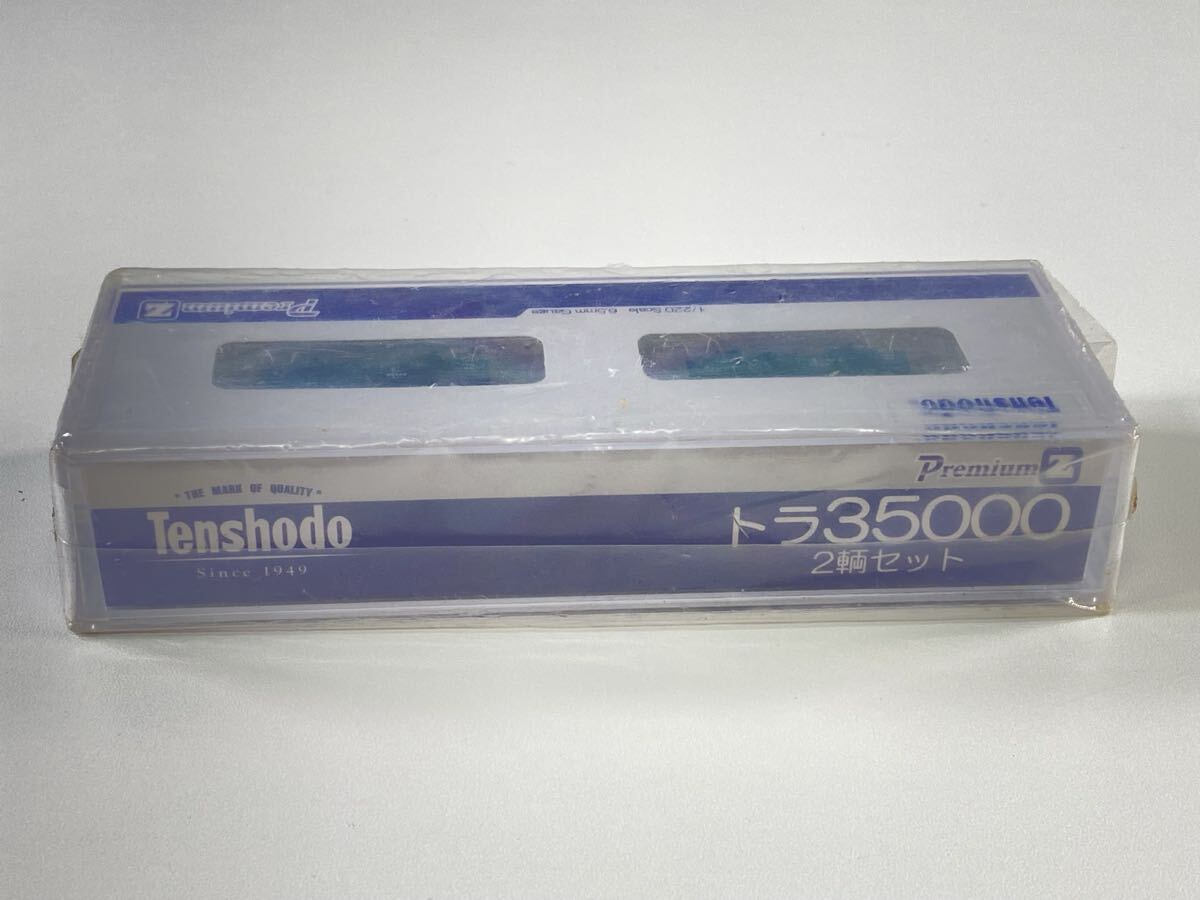 Premium Z
1/220 Scale 6.5mm Gauge
Tenshodo
Premium Z
• THE MARK OF QUALITY •
Tenshodo
Since 1949
トラ35000
2輌セット